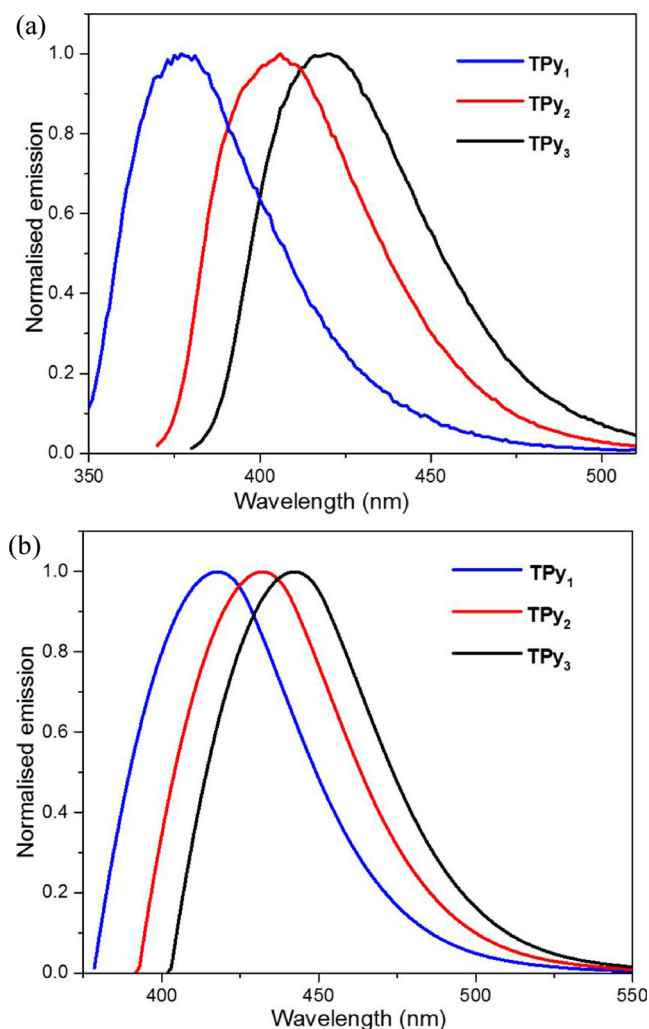 (a)
1.0
0.8
0.6
0.4
0.2
0.0
Normalised emission
TPy₁
TPy₂
TPy₃
350 400 450 500
Wavelength (nm)
(b)
1.0
0.8
0.6
0.4
0.2
0.0
Normalised emission
TPy₁
TPy₂
TPy₃
400 450 500 550
Wavelength (nm)